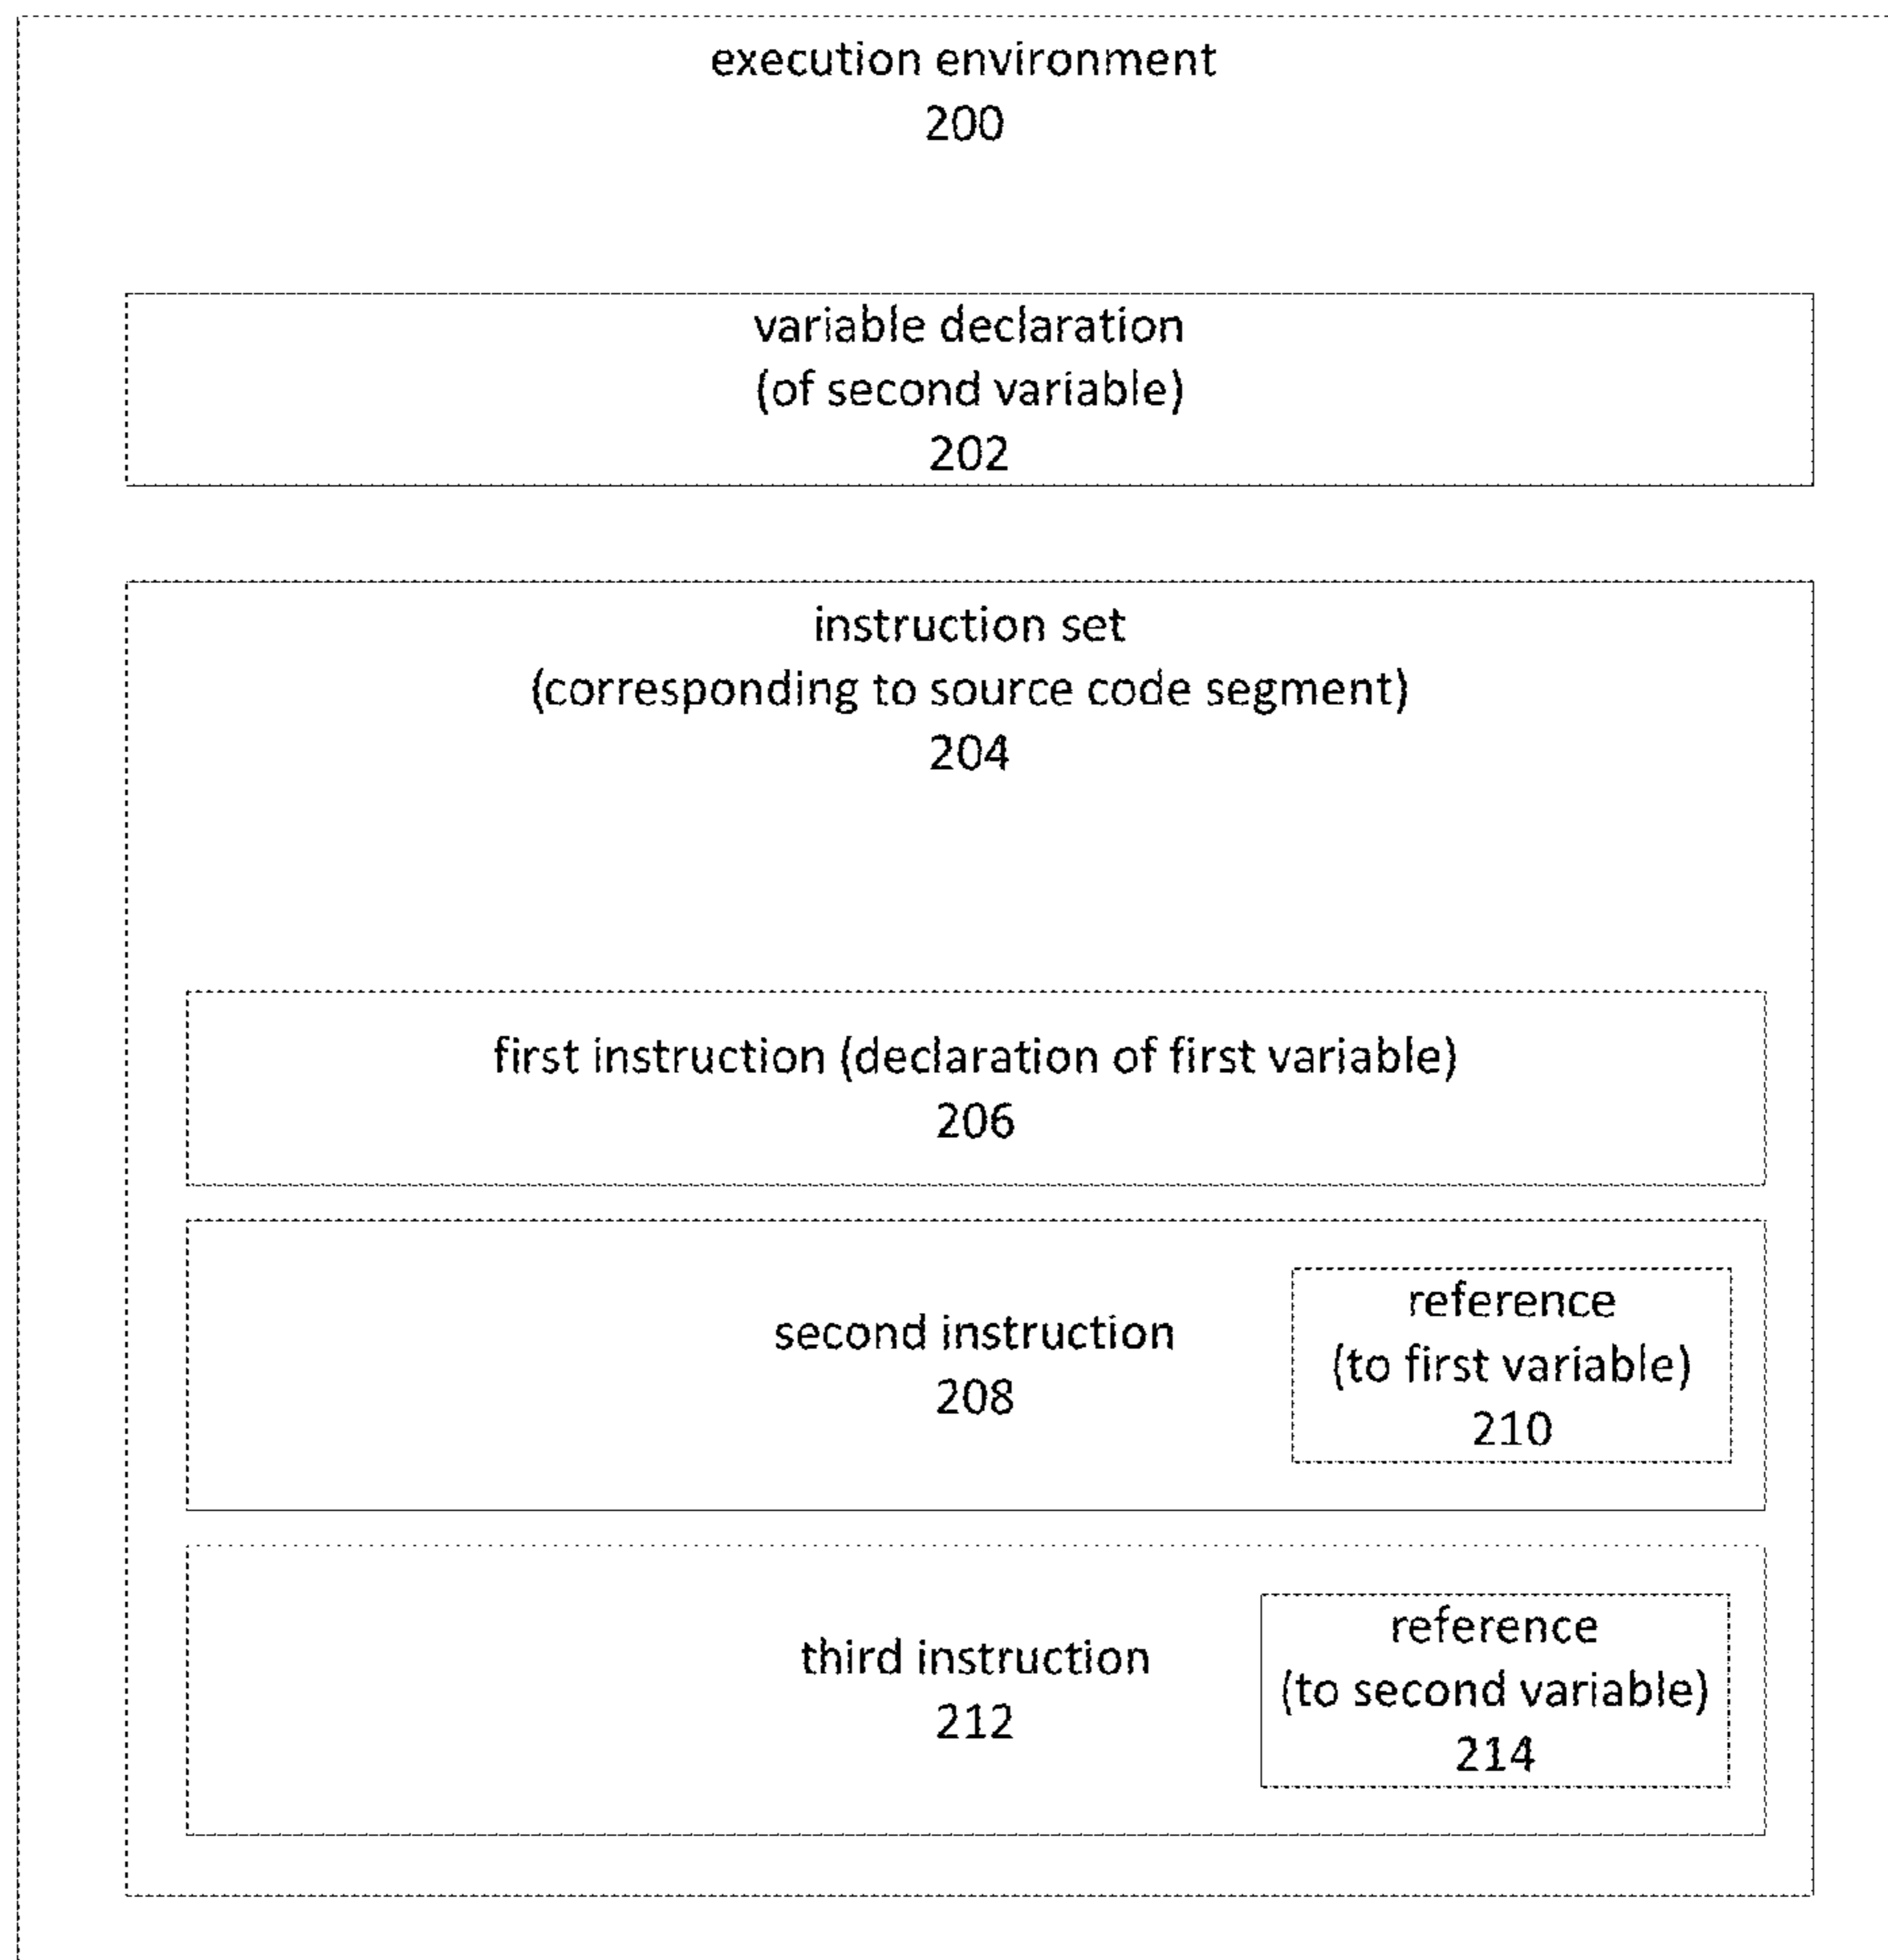 execution environment
200
variable declaration
(of second variable)
202
instruction set
(corresponding to source code segment)
204
first instruction (declaration of first variable)
206
second instruction
208
reference
(to first variable)
210
third instruction
212
reference
(to second variable)
214